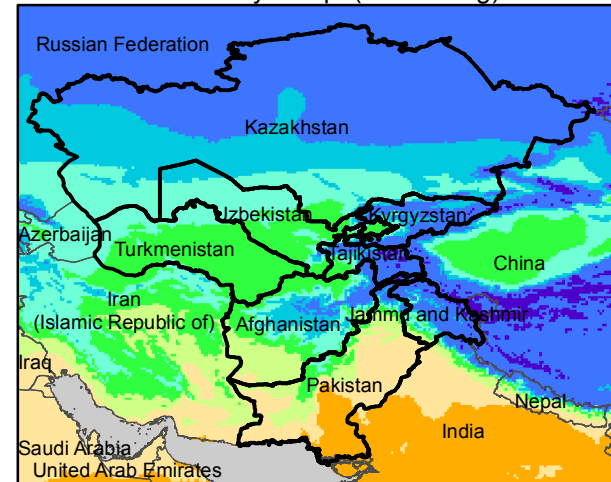 Russian Federation
Kazakhstan
Uzbekistan
Kyrgyzstan
Azerbaijan
Turkmenistan
Tajikistan
China
Iran
(Islamic Republic of)
Afghanistan
Jammu and Kashmir
Iraq
Pakistan
Nepal
India
Saudi Arabia
United Arab Emirates